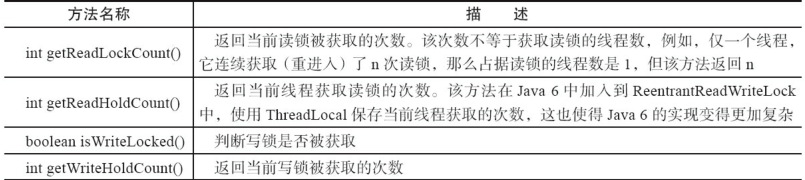 方法名称 描 述
int getReadLockCount() 返回当前读锁被获取的次数。该次数不等于获取读锁的线程数，例如，仅一个线程，
它连续获取（重进入）了 n 次读锁，那么占据读锁的线程数是 1，但该方法返回 n
int getReadHoldCount() 返回当前线程获取读锁的次数。该方法在 Java 6 中加入到 ReentrantReadWriteLock
中，使用 ThreadLocal 保存当前线程获取的次数，这也使得 Java 6 的实现变得更加复杂
boolean isWriteLocked() 判断写锁是否被获取
int getWriteHoldCount() 返回当前写锁被获取的次数